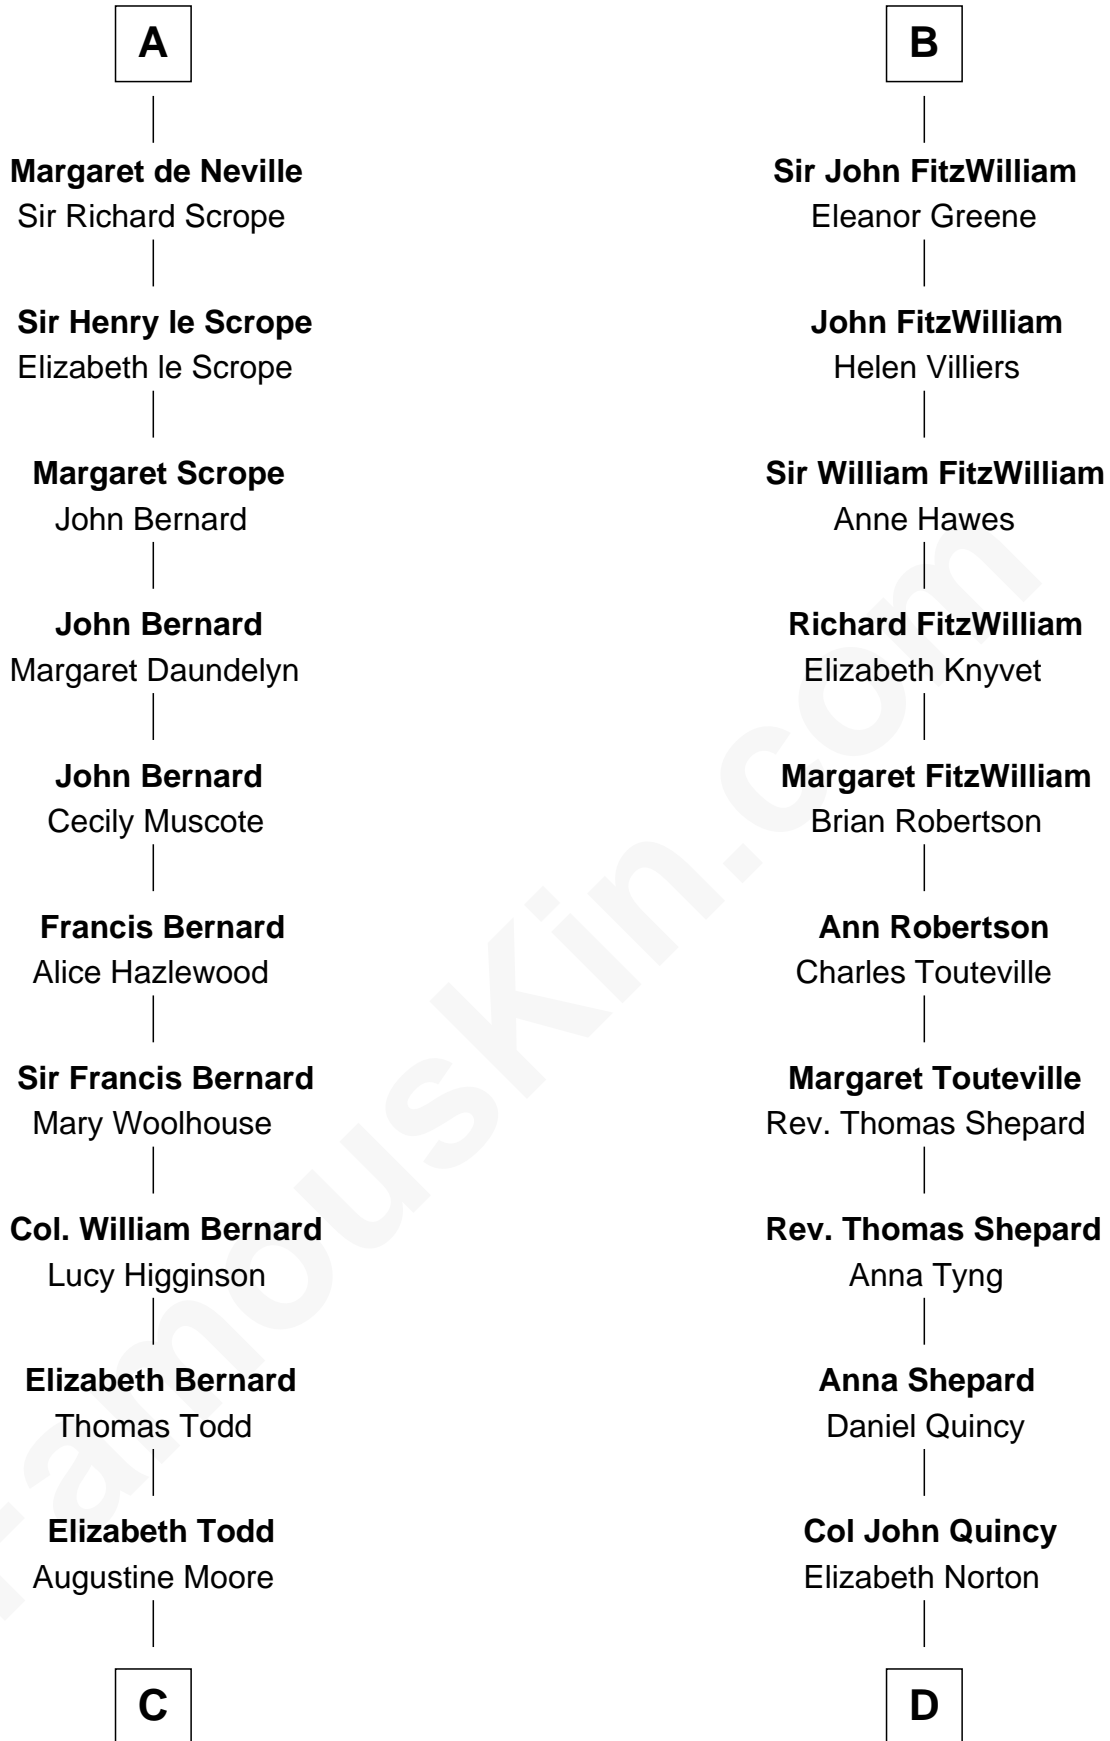 A
Margaret de Neville
Sir Richard Scrope
Sir Henry le Scrope
Elizabeth le Scrope
Margaret Scrope
John Bernard
John Bernard
Margaret Daundelyn
John Bernard
Cecily Muscote
Francis Bernard
Alice Hazlewood
Sir Francis Bernard
Mary Woolhouse
Col. William Bernard
Lucy Higginson
Elizabeth Bernard
Thomas Todd
Elizabeth Todd
Augustine Moore
C
B
Sir John FitzWilliam
Eleanor Greene
John FitzWilliam
Helen Villiers
Sir William FitzWilliam
Anne Hawes
Richard FitzWilliam
Elizabeth Knyvet
Margaret FitzWilliam
Brian Robertson
Ann Robertson
Charles Touteville
Margaret Touteville
Rev. Thomas Shepard
Rev. Thomas Shepard
Anna Tyng
Anna Shepard
Daniel Quincy
Col John Quincy
Elizabeth Norton
D
FamousKin.com